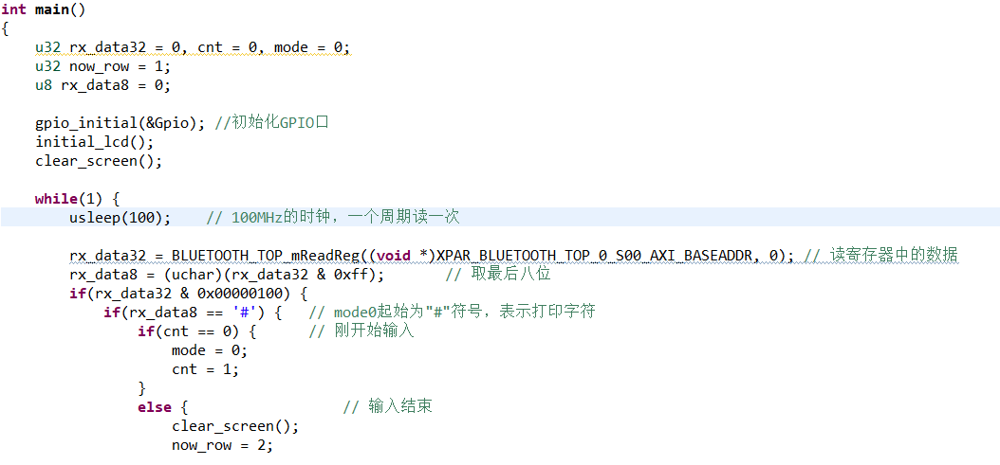 int main()
{
    u32 rx_data32 = 0, cnt = 0, mode = 0;
    u32 now_row = 1;
    u8 rx_data8 = 0;

    gpio_initial(&Gpio); //初始化GPIO口
    initial_lcd();
    clear_screen();

    while(1) {
        usleep(100);    // 100MHz的时钟，一个周期读一次

        rx_data32 = BLUETOOTH_TOP_mReadReg((void *)XPAR_BLUETOOTH_TOP_0_S00_AXI_BASEADDR, 0); // 读寄存器中的数据
        rx_data8 = (uchar)(rx_data32 & 0xff);       // 取最后八位
        if(rx_data32 & 0x00000100) {
            if(rx_data8 == '#') {   // mode0起始为"#"符号，表示打印字符
                if(cnt == 0) {      // 刚开始输入
                    mode = 0;
                    cnt = 1;
                }
                else {                  // 输入结束
                    clear_screen();
                    now_row = 2;